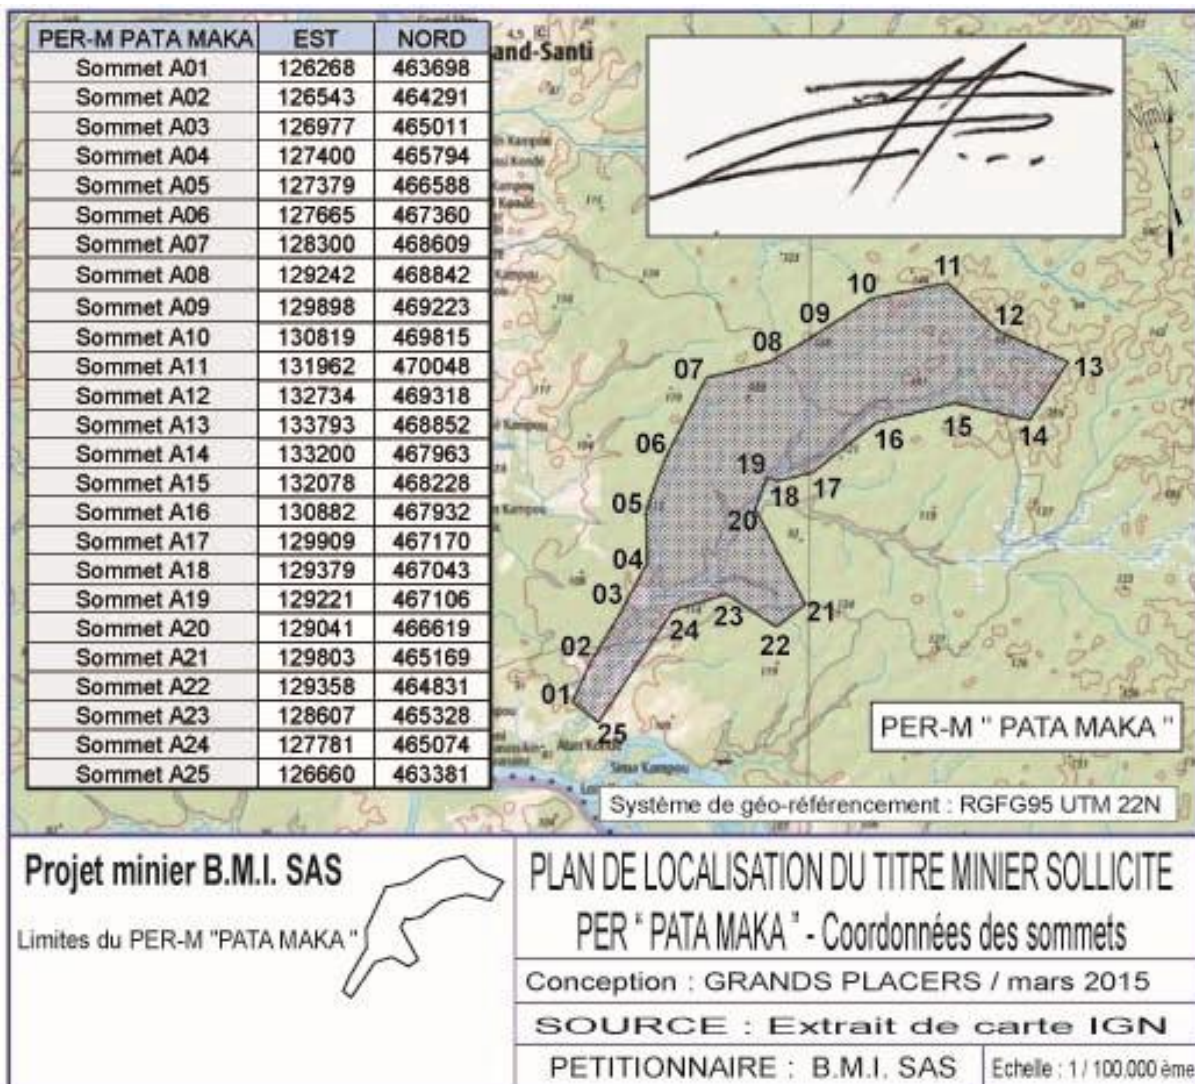 PER-M PATA MAKA EST NORD
Sommet A01 126268 463698
Sommet A02 126543 464291
Sommet A03 126977 465011
Sommet A04 127400 465794
Sommet A05 127379 466588
Sommet A06 127665 467360
Sommet A07 128300 468609
Sommet A08 129242 468842
Sommet A09 129898 469223
Sommet A10 130819 469815
Sommet A11 131962 470048
Sommet A12 132734 469318
Sommet A13 133793 468852
Sommet A14 133200 467963
Sommet A15 132078 468228
Sommet A16 130882 467932
Sommet A17 129909 467170
Sommet A18 129379 467043
Sommet A19 129221 467106
Sommet A20 129041 466619
Sommet A21 129803 465169
Sommet A22 129358 464831
Sommet A23 128607 465328
Sommet A24 127781 465074
Sommet A25 126660 463381
and-Santi
N
11
10
09
12
08
13
07
16
15
14
06
19
18
17
05
20
04
03
23
21
24
22
02
01
25
PER-M " PATA MAKA "
Sima Kampou
Système de géo-référencement : RGFG95 UTM 22N
Projet minier B.M.I. SAS
Limites du PER-M "PATA MAKA"
PLAN DE LOCALISATION DU TITRE MINIER SOLLICITE
PER " PATA MAKA " - Coordonnées des sommets
Conception : GRANDS PLACERS / mars 2015
SOURCE : Extrait de carte IGN
PETITIONNAIRE : B.M.I. SAS
Echelle : 1 / 100.000 ème